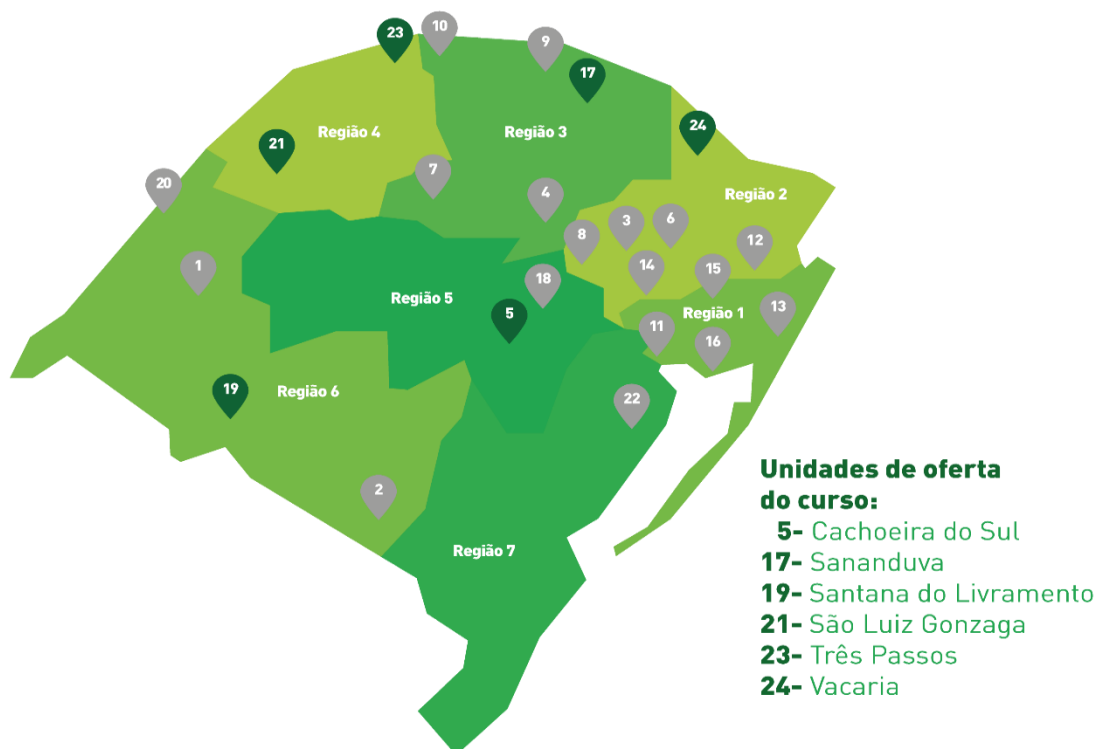 10
23
9
17
24
Região 4
Região 3
21
7
20
4
Região 2
3
6
8
12
1
14
15
18
Região 5
5
13
Região 1
11
16
19
Região 6
22
2
Região 7
Unidades de oferta
do curso:
5- Cachoeira do Sul
17- Sananduva
19- Santana do Livramento
21- São Luiz Gonzaga
23- Três Passos
24- Vacaria